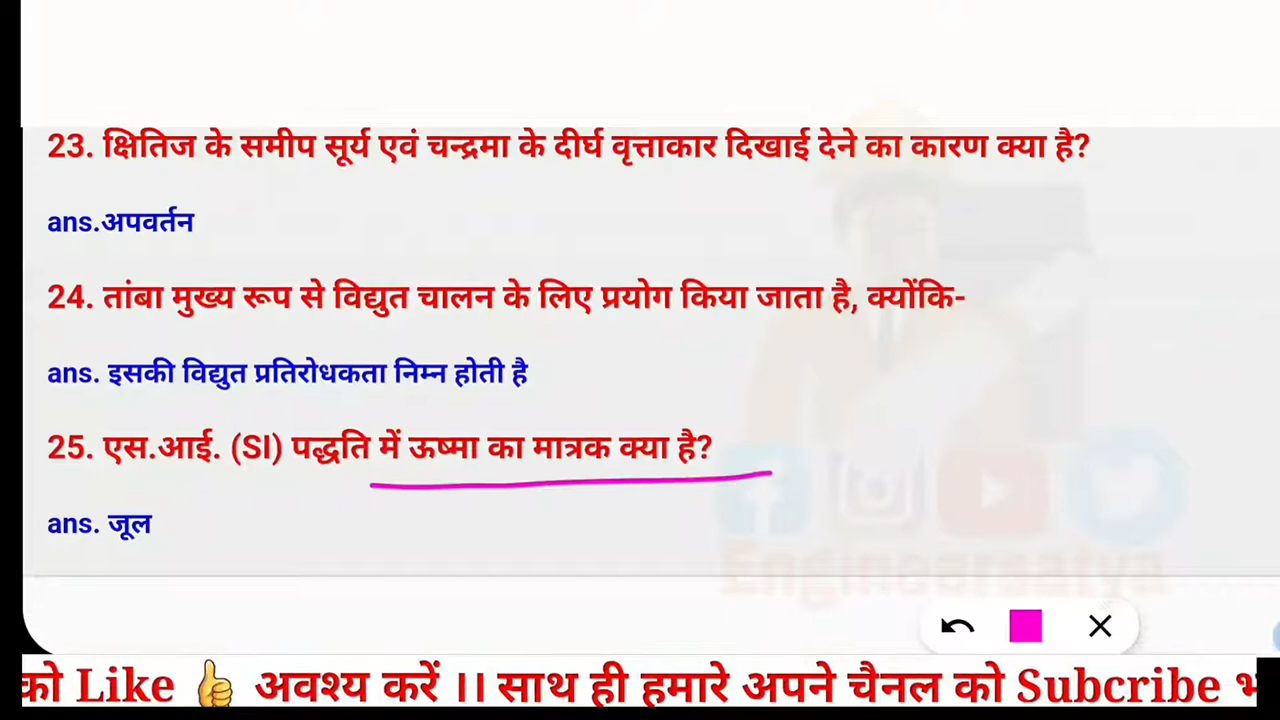 23. क्षितिज के समीप सूर्य एवं चन्द्रमा के दीर्घ वृत्ताकार दिखाई देने का कारण क्या है?
ans.अपवर्तन
24. तांबा मुख्य रूप से विद्युत चालन के लिए प्रयोग किया जाता है, क्योंकि-
ans. इसकी विद्युत प्रतिरोधकता निम्न होती है
25. एस.आई. (SI) पद्धति में ऊष्मा का मात्रक क्या है?
ans. जूल
Engineersatya
को Like 👍 अवश्य करें ।। साथ ही हमारे अपने चैनल को Subcribe